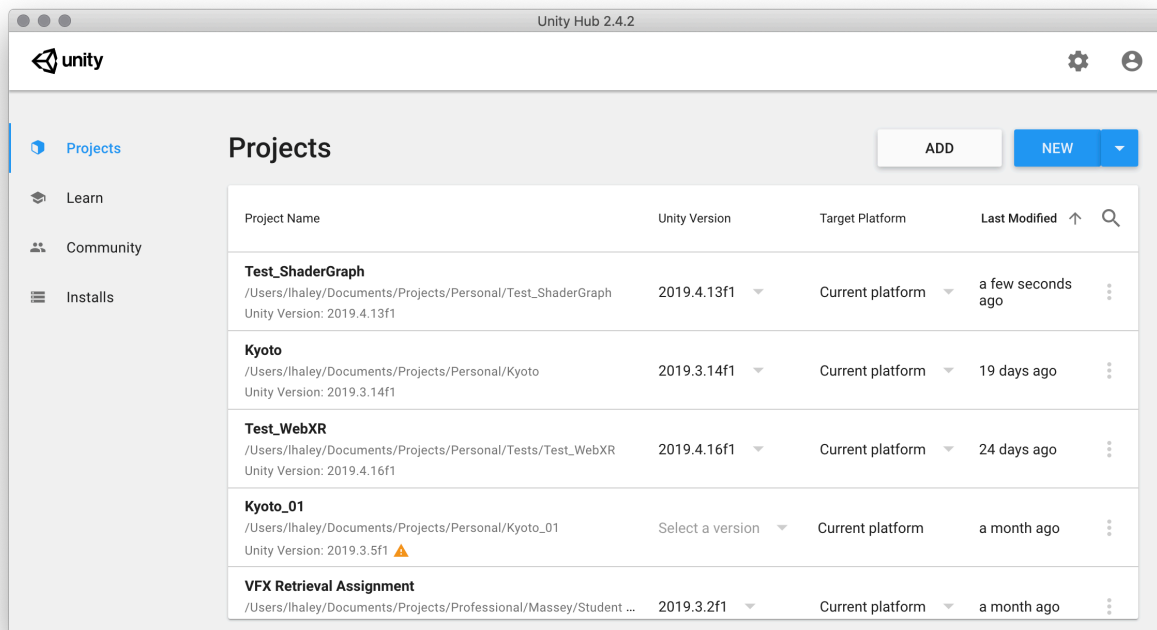 Unity Hub 2.4.2
unity
Projects
Learn
Community
Installs
Projects
ADD
NEW
Project Name Unity Version Target Platform Last Modified
Test_ShaderGraph
/Users/lhaley/Documents/Projects/Personal/Test_ShaderGraph
Unity Version: 2019.4.13f1
2019.4.13f1
Current platform
a few seconds
ago
Kyoto
/Users/lhaley/Documents/Projects/Personal/Kyoto
Unity Version: 2019.3.14f1
2019.3.14f1
Current platform
19 days ago
Test_WebXR
/Users/lhaley/Documents/Projects/Personal/Tests/Test_WebXR
Unity Version: 2019.4.16f1
2019.4.16f1
Current platform
24 days ago
Kyoto_01
/Users/lhaley/Documents/Projects/Personal/Kyoto_01
Unity Version: 2019.3.5f1
Select a version
Current platform
a month ago
VFX Retrieval Assignment
/Users/lhaley/Documents/Projects/Professional/Massey/Student ...
2019.3.2f1
Current platform
a month ago